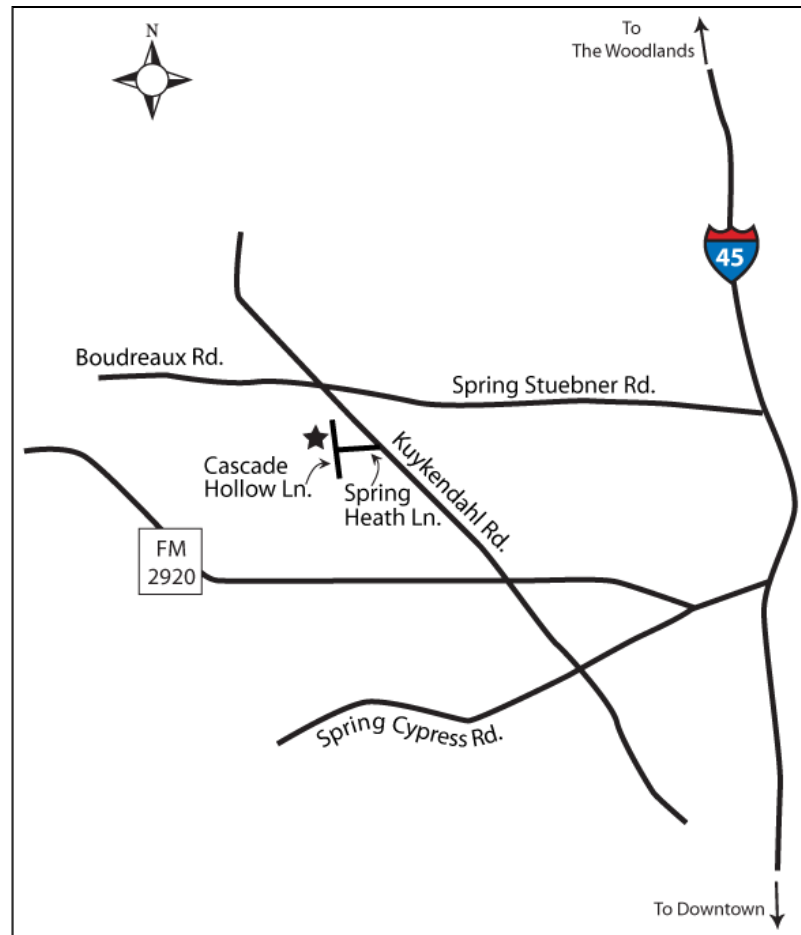 N
To
The Woodlands
45
Boudreaux Rd.
Spring Stuebner Rd.
Kuykendahl Rd.
Cascade
Hollow Ln.
Spring
Heath Ln.
FM
2920
Spring Cypress Rd.
To Downtown